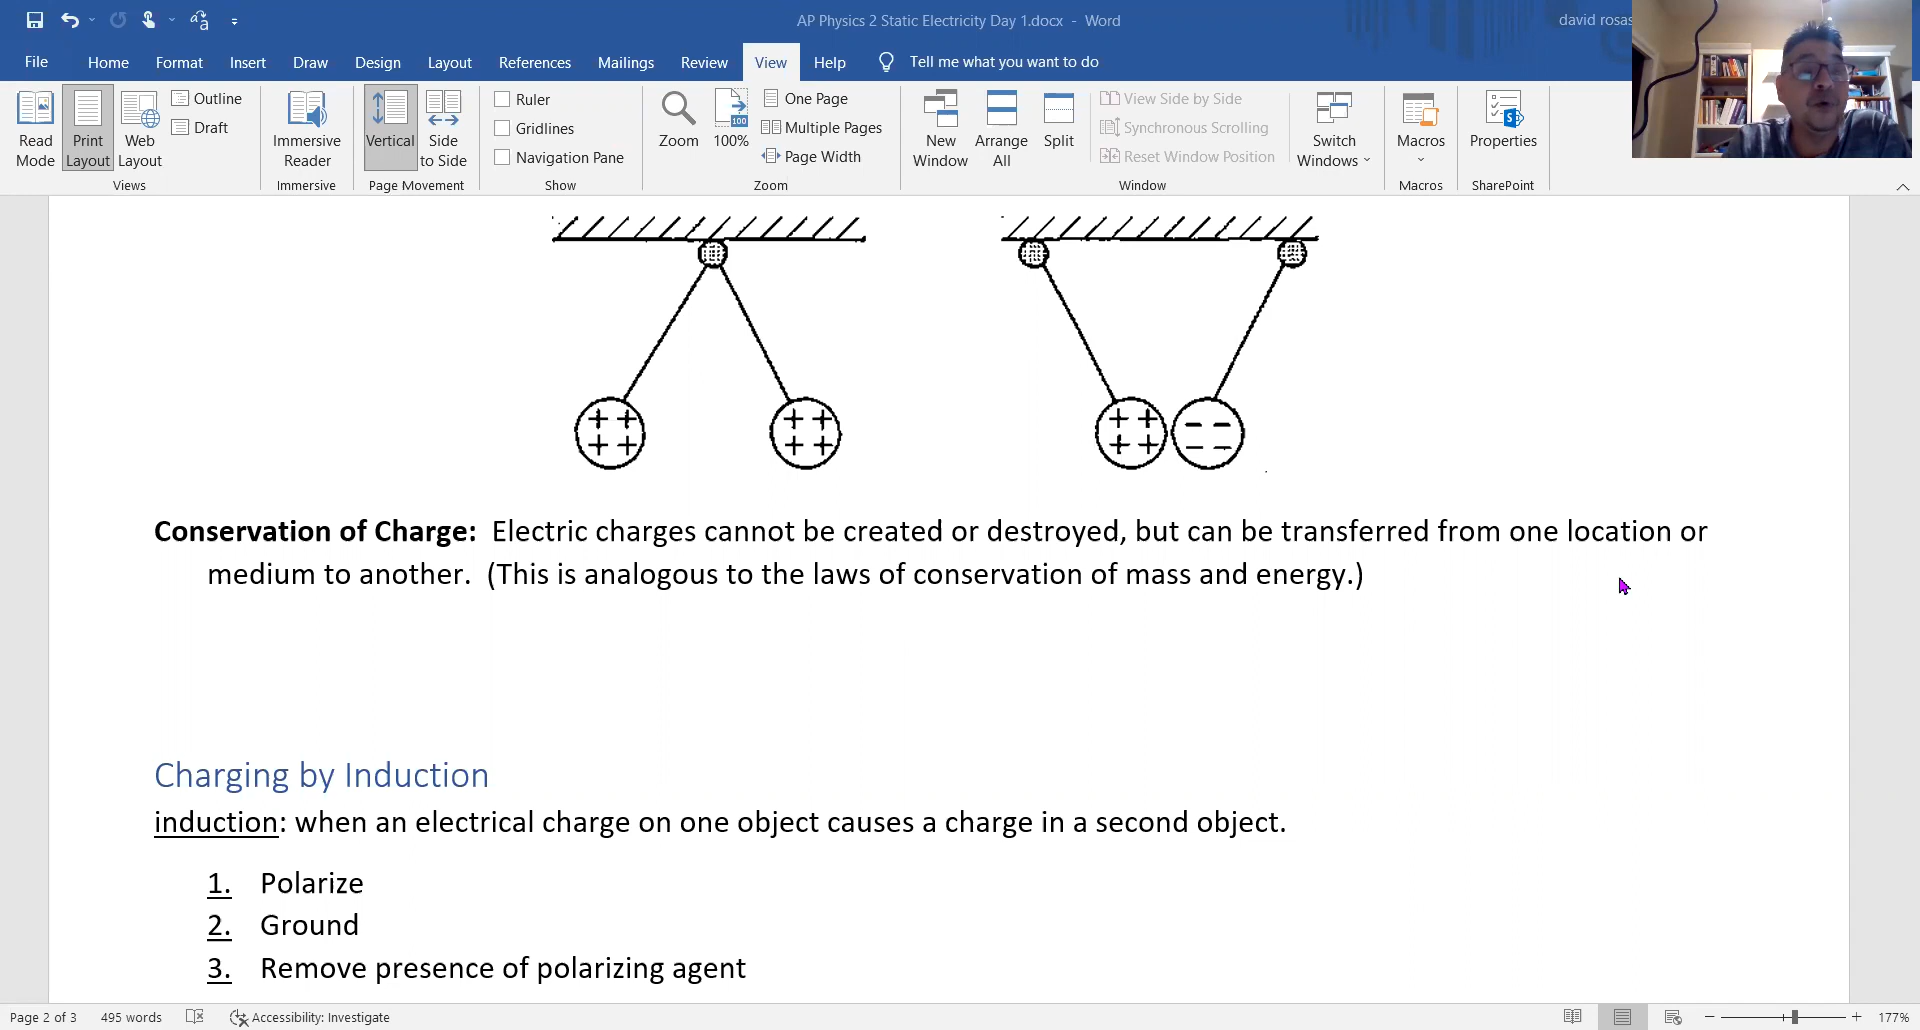 AP Physics 2 Static Electricity Day 1.docx - Word
david rosas
File Home Format Insert Draw Design Layout References Mailings Review View Help Tell me what you want to do
Read Mode
Print Layout
Web Layout
Outline
Draft
Views
Immersive Reader
Immersive
Vertical
Side to Side
Page Movement
Ruler
Gridlines
Navigation Pane
Show
Zoom
100
100%
One Page
Multiple Pages
Page Width
Zoom
New Window
Arrange All
Split
View Side by Side
Synchronous Scrolling
Reset Window Position
Window
Switch Windows
Macros
Macros
S
Properties
SharePoint
+ + + +
+ + + +
+ + − −
+ + − −
Conservation of Charge: Electric charges cannot be created or destroyed, but can be transferred from one location or
medium to another. (This is analogous to the laws of conservation of mass and energy.)
Charging by Induction
induction: when an electrical charge on one object causes a charge in a second object.
1. Polarize
2. Ground
3. Remove presence of polarizing agent
Page 2 of 3 495 words Accessibility: Investigate 177%